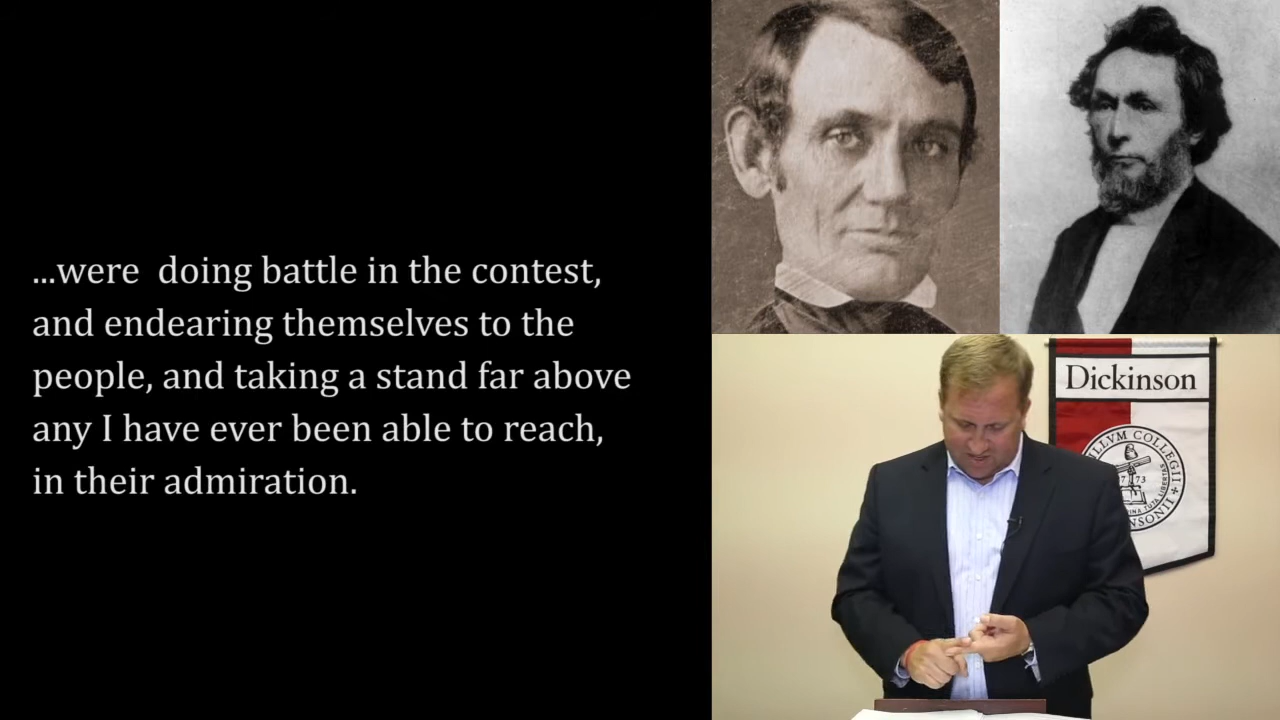 ...were doing battle in the contest,
and endearing themselves to the
people, and taking a stand far above
any I have ever been able to reach,
in their admiration.
Dickinson